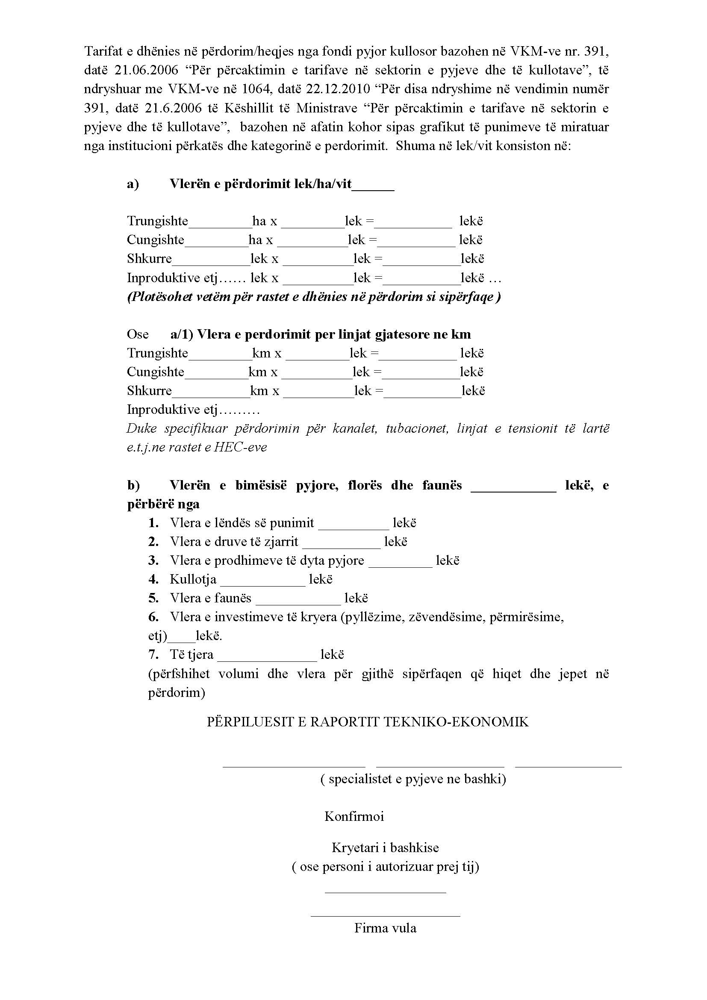 Tarifat e dhënies në përdorim/heqjes nga fondi pyjor kullosor bazohen në VKM-ve nr. 391,
datë 21.06.2006 “Për përcaktimin e tarifave në sektorin e pyjeve dhe të kullotave”, të
ndryshuar me VKM-ve në 1064, datë 22.12.2010 “Për disa ndryshime në vendimin numër
391, datë 21.6.2006 të Këshillit të Ministrave “Për përcaktimin e tarifave në sektorin e
pyjeve dhe të kullotave”, bazohen në afatin kohor sipas grafikut të punimeve të miratuar
nga institucioni përkatës dhe kategorinë e perdorimit. Shuma në lek/vit konsiston në:
a) Vlerën e përdorimit lek/ha/vit______
Trungishte_________ha x _________lek =___________ lekë
Cungishte_________ha x __________lek =___________ lekë
Shkurre___________lek x __________lek =___________lekë
Inproduktive etj…… lek x __________lek =___________lekë …
(Plotësohet vetëm për rastet e dhënies në përdorim si sipërfaqe )
Ose a/1) Vlera e perdorimit per linjat gjatesore ne km
Trungishte_________km x _________lek =___________ lekë
Cungishte_________km x __________lek =___________lekë
Shkurre___________km x __________lek =___________lekë
Inproduktive etj………
Duke specifikuar përdorimin për kanalet, tubacionet, linjat e tensionit të lartë
e.t.j.ne rastet e HEC-eve
b) Vlerën e bimësisë pyjore, florës dhe faunës ____________ lekë, e
përbërë nga
1. Vlera e lëndës së punimit __________ lekë
2. Vlera e druve të zjarrit ___________ lekë
3. Vlera e prodhimeve të dyta pyjore _________ lekë
4. Kullotja ____________ lekë
5. Vlera e faunës ____________ lekë
6. Vlera e investimeve të kryera (pyllëzime, zëvendësime, përmirësime,
etj)____lekë.
7. Të tjera ______________ lekë
(përfshihet volumi dhe vlera për gjithë sipërfaqen që hiqet dhe jepet në
përdorim)
PËRPILUESIT E RAPORTIT TEKNIKO-EKONOMIK
____________________ __________________ _______________
( specialistet e pyjeve ne bashki)
Konfirmoi
Kryetari i bashkise
( ose personi i autorizuar prej tij)
_________________
_____________________
Firma vula